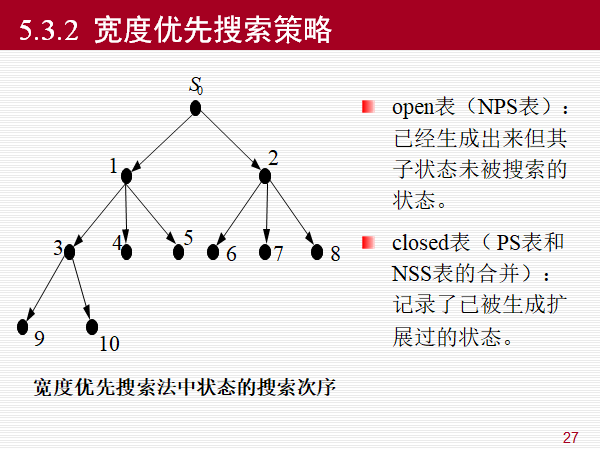 5.3.2 宽度优先搜索策略
S0
1
2
3
4
5
6
7
8
9
10
宽度优先搜索法中状态的搜索次序
open表（NPS表）：
已经生成出来但其
子状态未被搜索的
状态。
closed表（ PS表和
NSS表的合并）：
记录了已被生成扩
展过的状态。
27